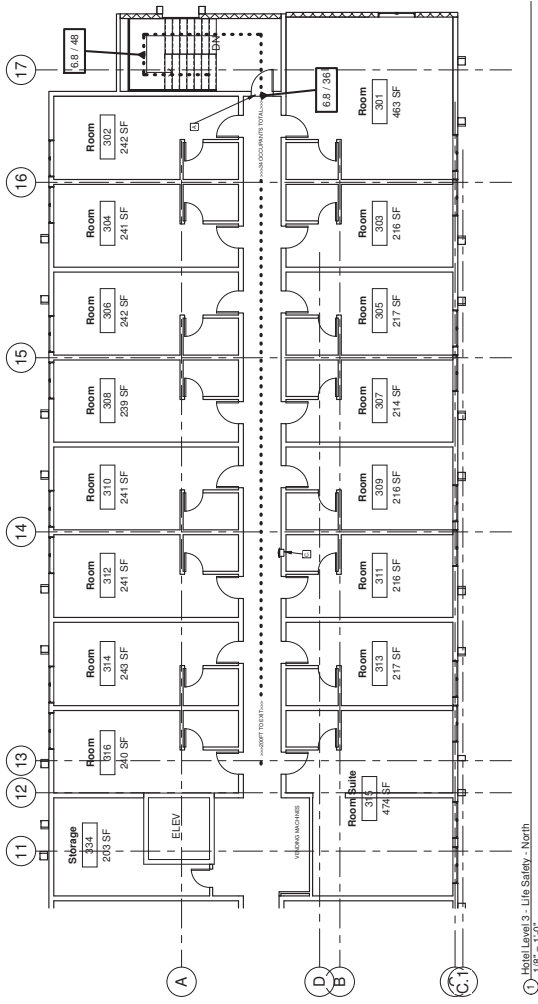 17
16
15
14
13
12
11
6.8 / 48
DN
6.8 / 36
A
>>>34 OCCUPANTS TOTAL>>>
Room
302
242 SF
Room
304
241 SF
Room
306
242 SF
Room
308
239 SF
Room
310
241 SF
Room
312
241 SF
Room
314
243 SF
Room
316
240 SF
Storage
334
203 SF
ELEV
>>>200FT TO EXIT>>>
VENDING MACHINES
301
463 SF
Room
Room
303
216 SF
Room
305
217 SF
Room
307
214 SF
Room
309
216 SF
Room
311
216 SF
Room
313
217 SF
Room Suite
315
474 SF
A
D
B
C.1
1
Hotel Level 3 - Life Safety - North
1/8" = 1'-0"